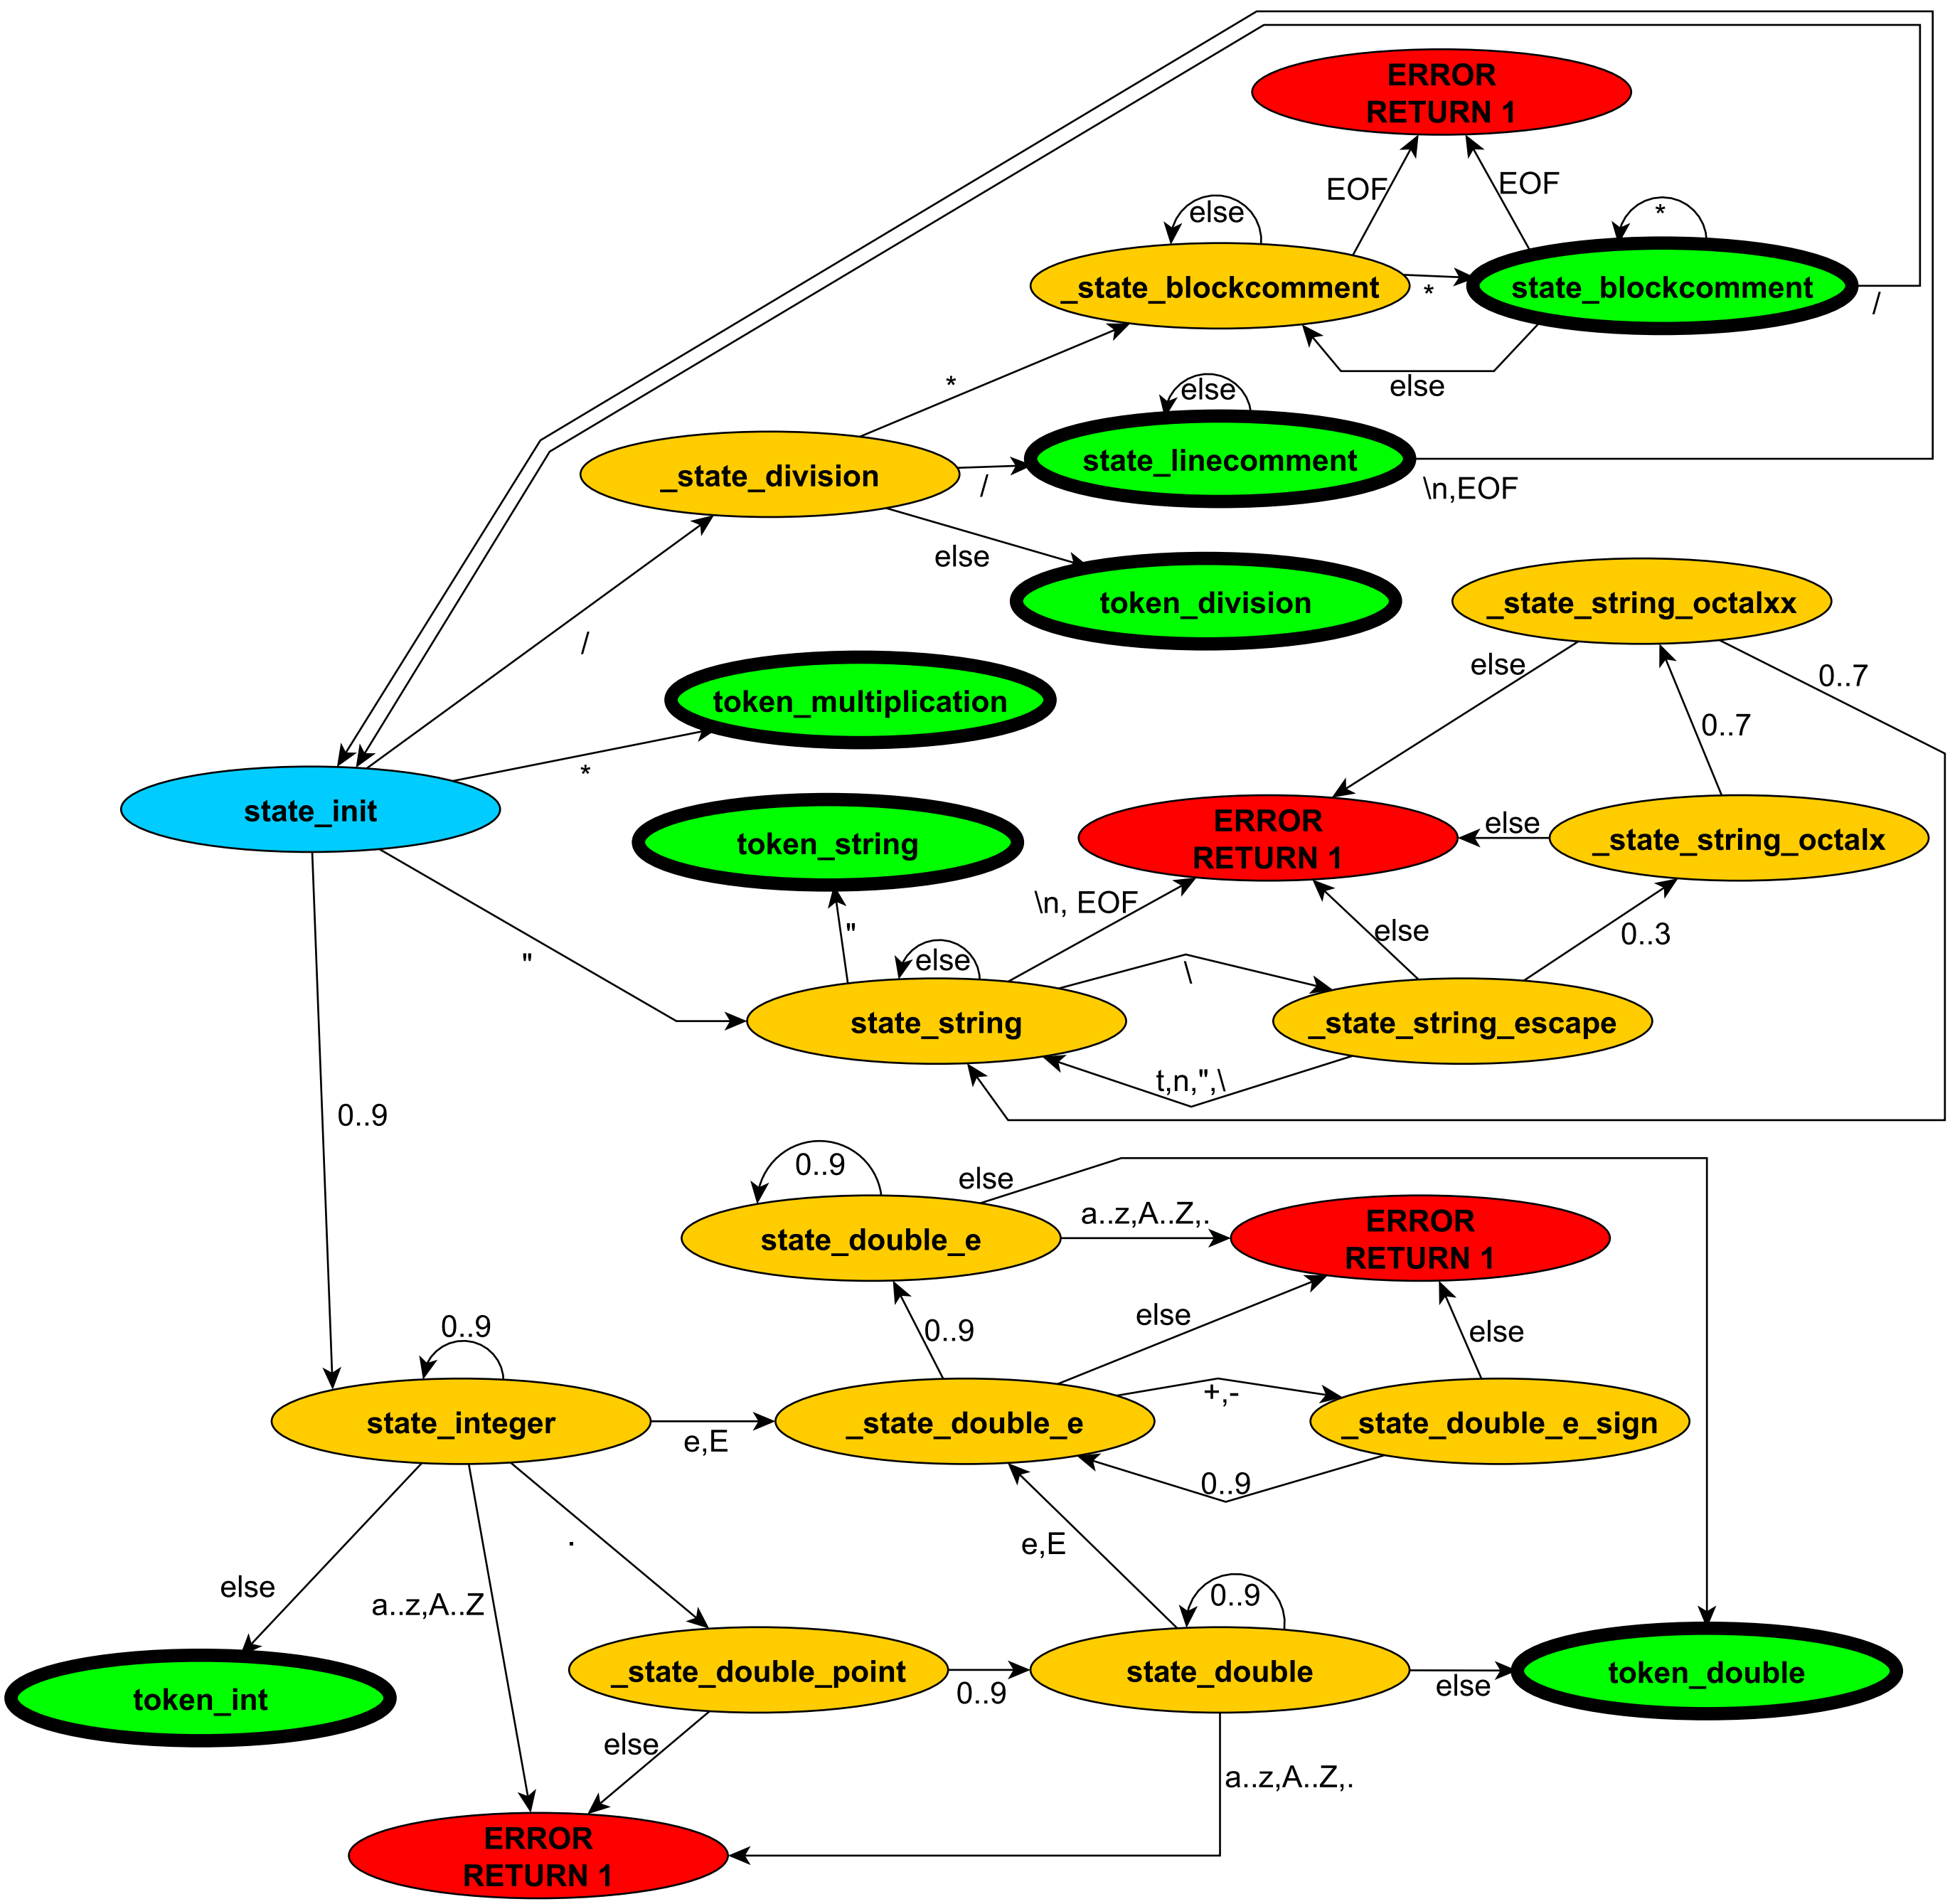 ERROR
RETURN 1
EOF
EOF
else
*
_state_blockcomment
*
state_blockcomment
/
else
*
else
_state_division
/
state_linecomment
\n,EOF
else
token_division
_state_string_octalxx
/
else
0..7
token_multiplication
*
0..7
state_init
token_string
ERROR
RETURN 1
else
_state_string_octalx
\n, EOF
"
else
0..3
"
else
\
state_string
_state_string_escape
t,n,",\
0..9
0..9
else
state_double_e
a..z,A..Z,.
ERROR
RETURN 1
0..9
0..9
else
else
state_integer
e,E
_state_double_e
+,-
_state_double_e_sign
0..9
.
e,E
else
a..z,A..Z
0..9
token_int
_state_double_point
0..9
state_double
else
token_double
else
a..z,A..Z,.
ERROR
RETURN 1